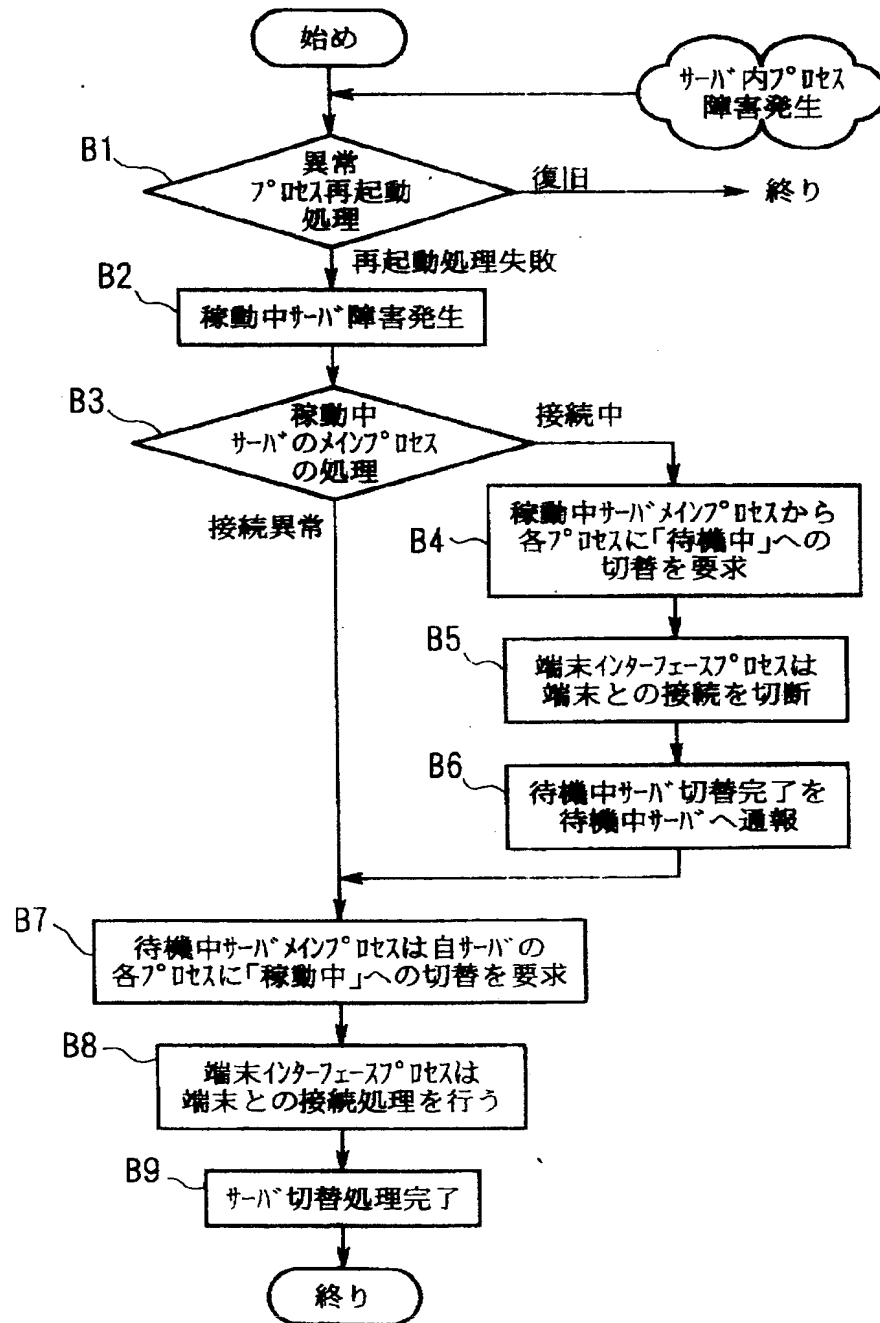 始め
サーバ内プロセス
障害発生
B1
異常
プロセス再起動
処理
復旧
終り
再起動処理失敗
B2
稼動中サーバ障害発生
B3
稼動中
サーバのメインプロセス
の処理
接続中
接続異常
B4
稼動中サーバメインプロセスから
各プロセスに「待機中」への
切替を要求
B5
端末インターフェースプロセスは
端末との接続を切断
B6
待機中サーバ切替完了を
待機中サーバへ通報
B7
待機中サーバメインプロセスは自サーバの
各プロセスに「稼動中」への切替を要求
B8
端末インターフェースプロセスは
端末との接続処理を行う
B9
サーバ切替処理完了
終り